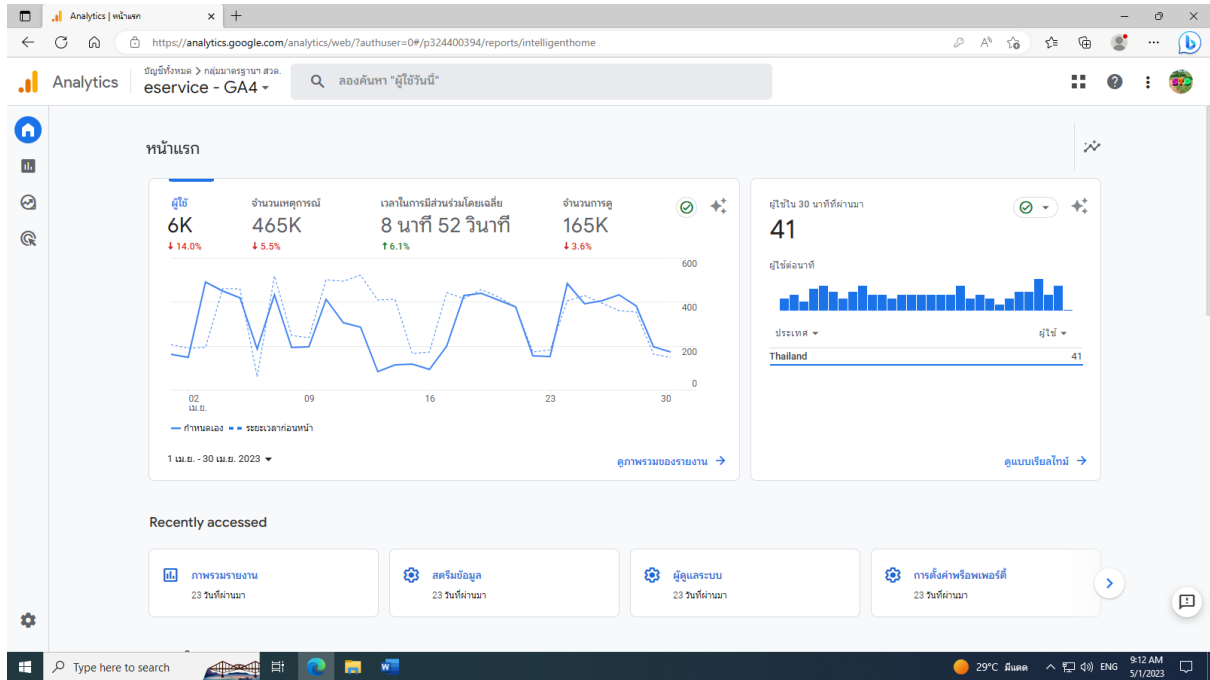 Analytics | หน้าแรก
https://analytics.google.com/analytics/web/?authuser=0#/p324400394/reports/intelligenthome
Analytics
บัญชีทั้งหมด > กลุ่มมาตรฐานฯ สวด.
eservice - GA4
ลองค้นหา "ผู้ใช้วันนี้"
หน้าแรก
ผู้ใช้
6K
14.0%
จำนวนเหตุการณ์
465K
5.5%
เวลาในการมีส่วนร่วมโดยเฉลี่ย
8 นาที 52 วินาที
6.1%
จำนวนการดู
165K
3.6%
600
400
200
0
02
เม.ย.
09
16
23
30
กำหนดเอง
ระยะเวลาก่อนหน้า
1 เม.ย. - 30 เม.ย. 2023
ดูภาพรวมของรายงาน
ผู้ใช้ใน 30 นาทีที่ผ่านมา
41
ผู้ใช้ต่อนาที
ประเทศ ผู้ใช้
Thailand 41
ดูแบบเรียลไทม์
Recently accessed
ภาพรวมรายงาน
23 วันที่ผ่านมา
สตรีมข้อมูล
23 วันที่ผ่านมา
ผู้ดูแลระบบ
23 วันที่ผ่านมา
การตั้งค่าพร็อพเพอร์ตี้
23 วันที่ผ่านมา
Type here to search
29°C มีแดด
ENG
9:12 AM
5/1/2023